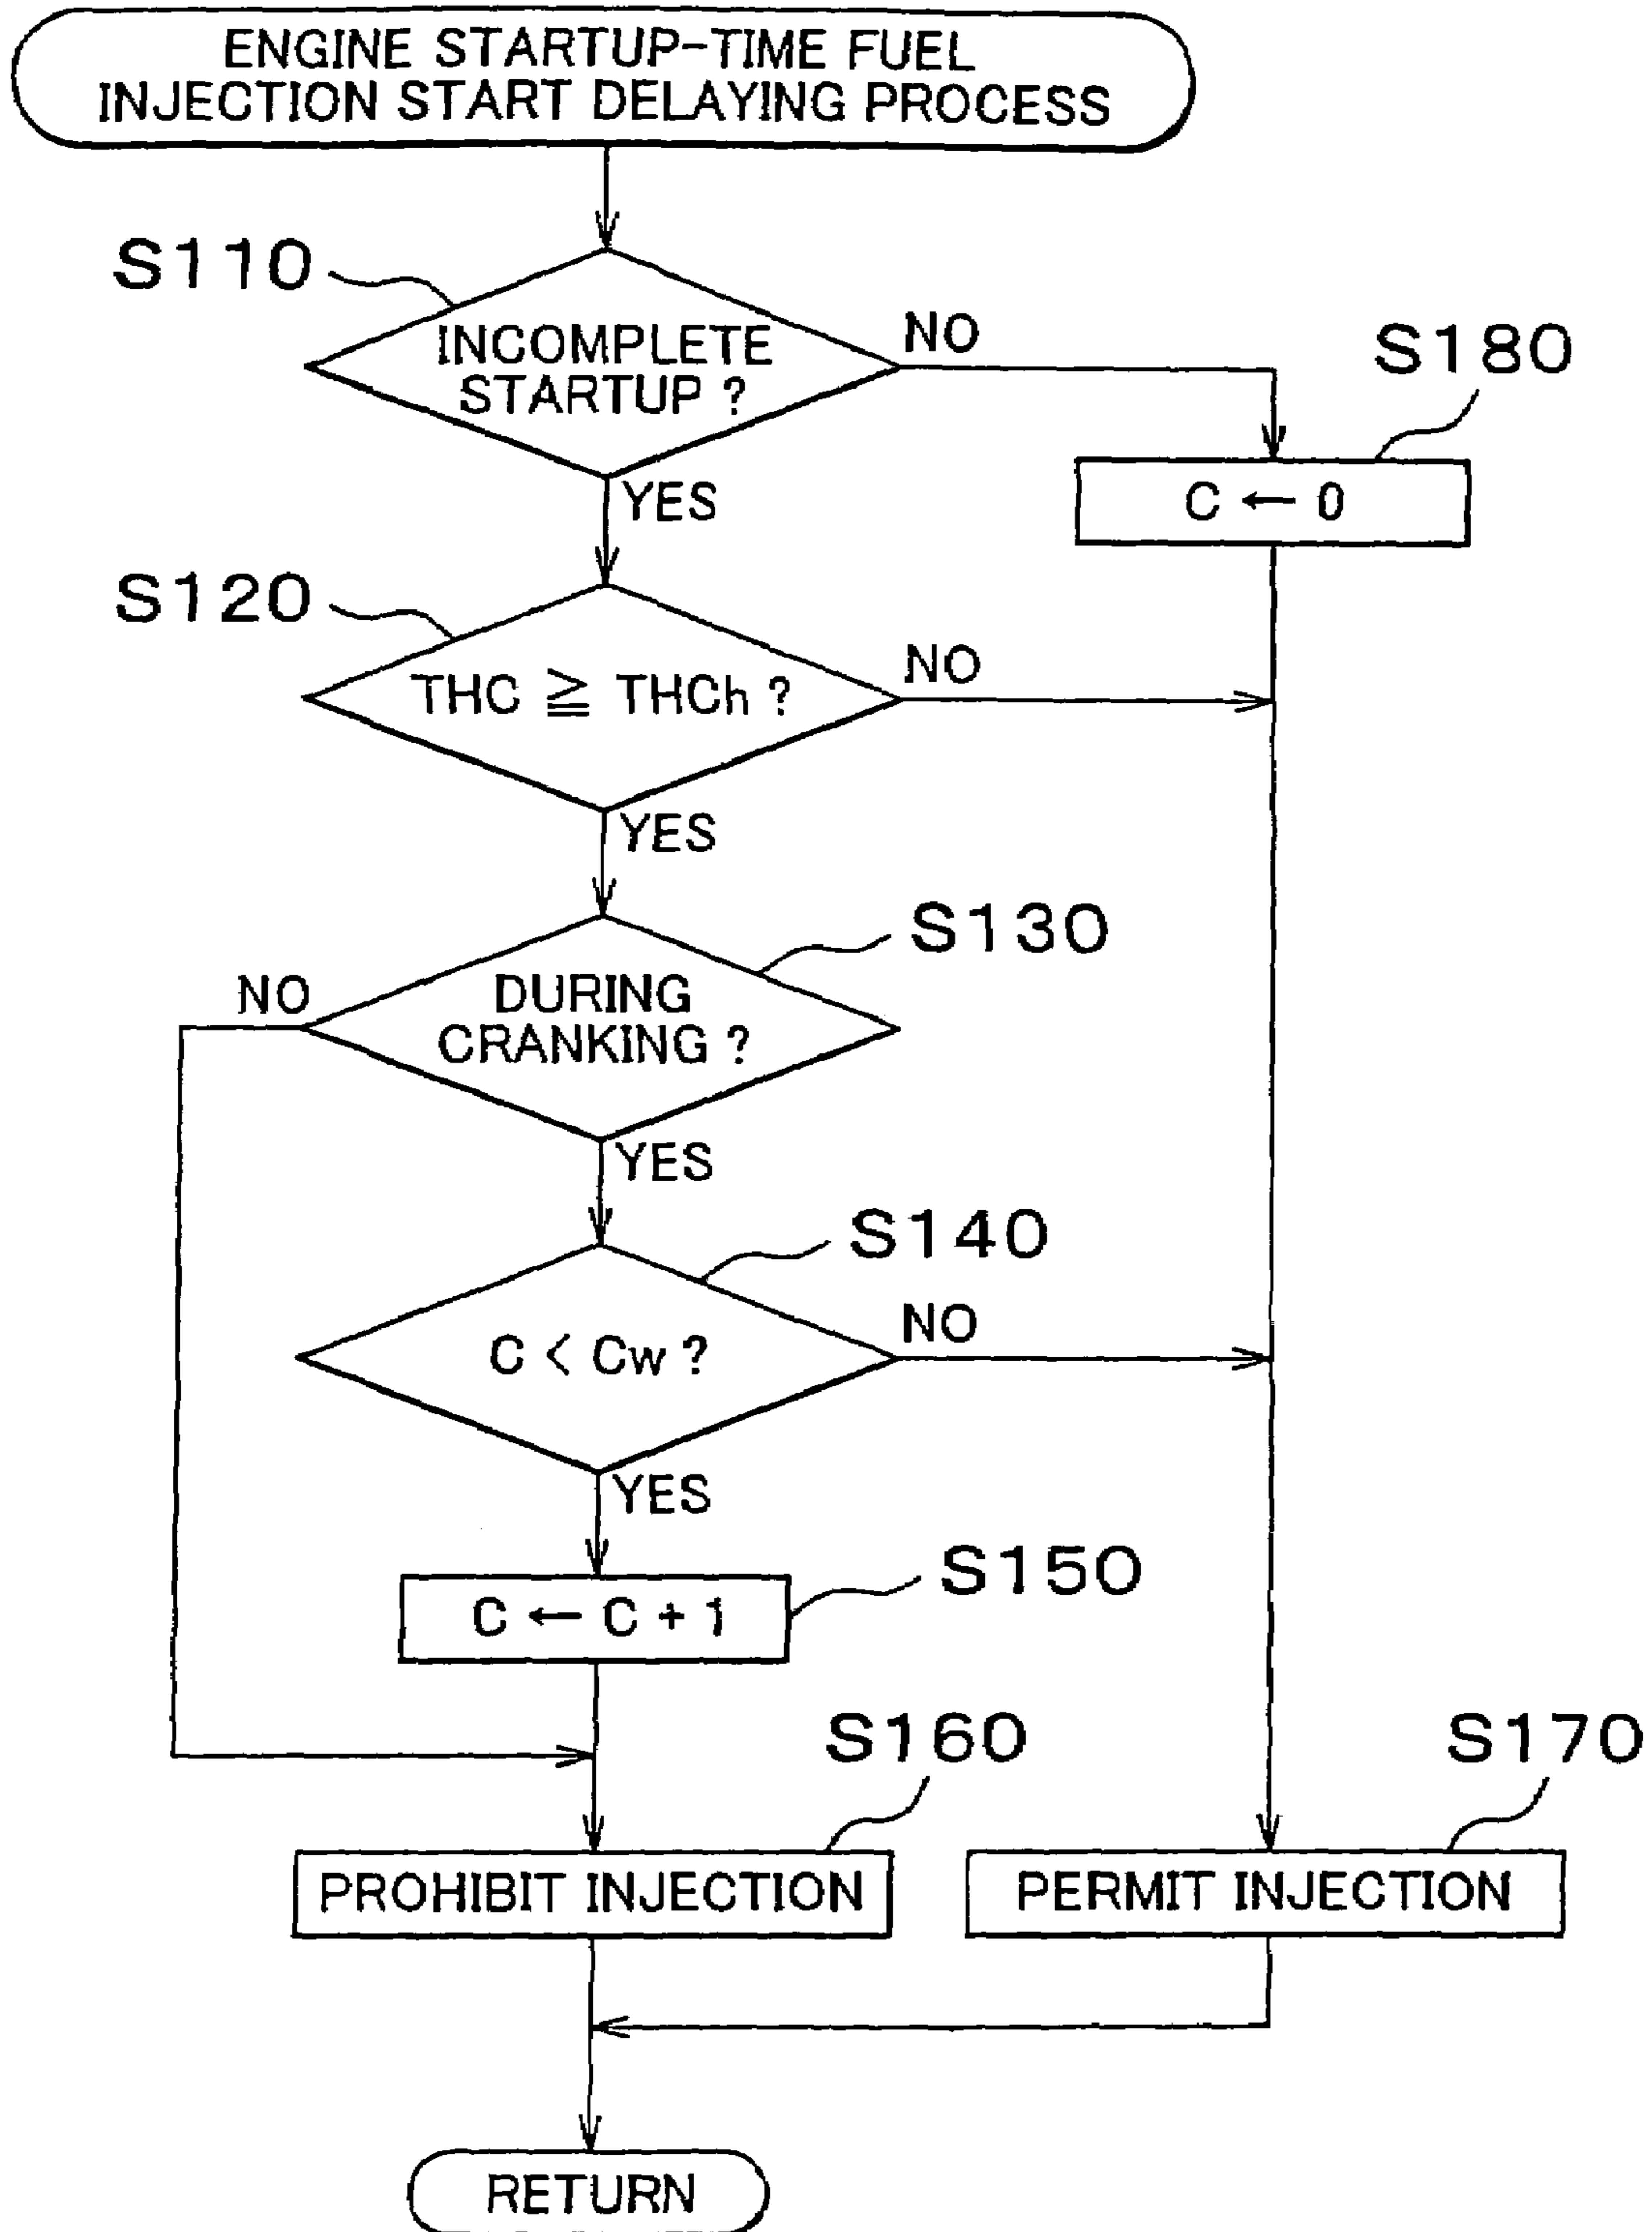 ENGINE STARTUP-TIME FUEL
INJECTION START DELAYING PROCESS
S110
INCOMPLETE
STARTUP ?
NO
YES
S180
C ← 0
S120
THC ≧ THCh ?
NO
YES
S130
DURING
CRANKING ?
NO
YES
S140
C < Cw ?
NO
YES
S150
C ← C + 1
S160
PROHIBIT INJECTION
S170
PERMIT INJECTION
RETURN